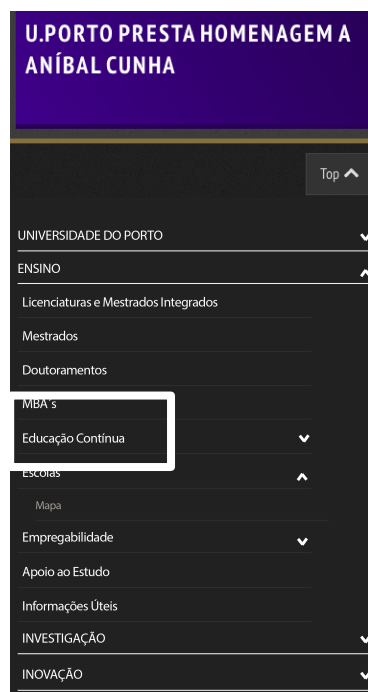 U.PORTO PRESTA HOMENAGEM A
ANÍBAL CUNHA
Top
UNIVERSIDADE DO PORTO
ENSINO
Licenciaturas e Mestrados Integrados
Mestrados
Doutoramentos
MBA´s
Educação Contínua
Escolas
Mapa
Empregabilidade
Apoio ao Estudo
Informações Úteis
INVESTIGAÇÃO
INOVAÇÃO